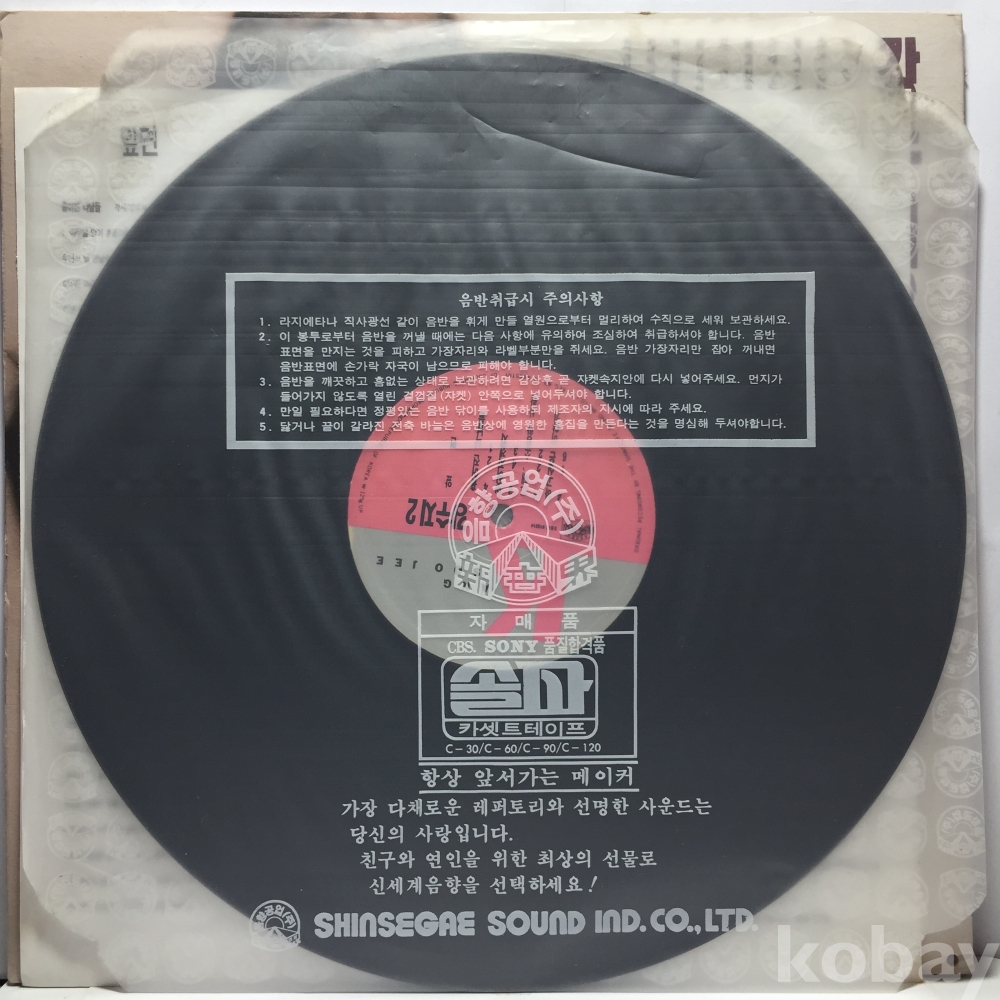 앞면
음반취급시 주의사항
1. 라지에타나 직사광선 같이 음반을 휘게 만들 열원으로부터 멀리하여 수직으로 세워 보관하세요.
2. 이 봉투로부터 음반을 꺼낼 때에는 다음 사항에 유의하여 조심하여 취급하셔야 합니다. 음반
표면을 만지는 것을 피하고 가장자리와 라벨부분만을 쥐세요. 음반 가장자리만 잡아 꺼내면
음반표면에 손가락 자국이 남으므로 피해야 합니다.
3. 음반을 깨끗하고 흠없는 상태로 보관하려면 감상후 곧 자켓속지안에 다시 넣어주세요. 먼지가
들어가지 않도록 열린 겉껍질(자켓) 안쪽으로 넣어두셔야 합니다.
4. 만일 필요하다면 정평있는 음반 닦이를 사용하되 제조자의 지시에 따라 주세요.
5. 닳거나 끝이 갈라진 전축 바늘은 음반상에 영원한 흠집을 만든다는 것을 명심해 두셔야합니다.
강수지2
음향공업(주)
자 매 품
CBS. SONY 품질합격품
솔자
카셋트테이프
C-30/C-60/C-90/C-120
항상 앞서가는 메이커
가장 다채로운 레퍼토리와 선명한 사운드는
당신의 사랑입니다.
친구와 연인을 위한 최상의 선물로
신세계음향을 선택하세요!
SHINSEGAE SOUND IND. CO., LTD.
kobay